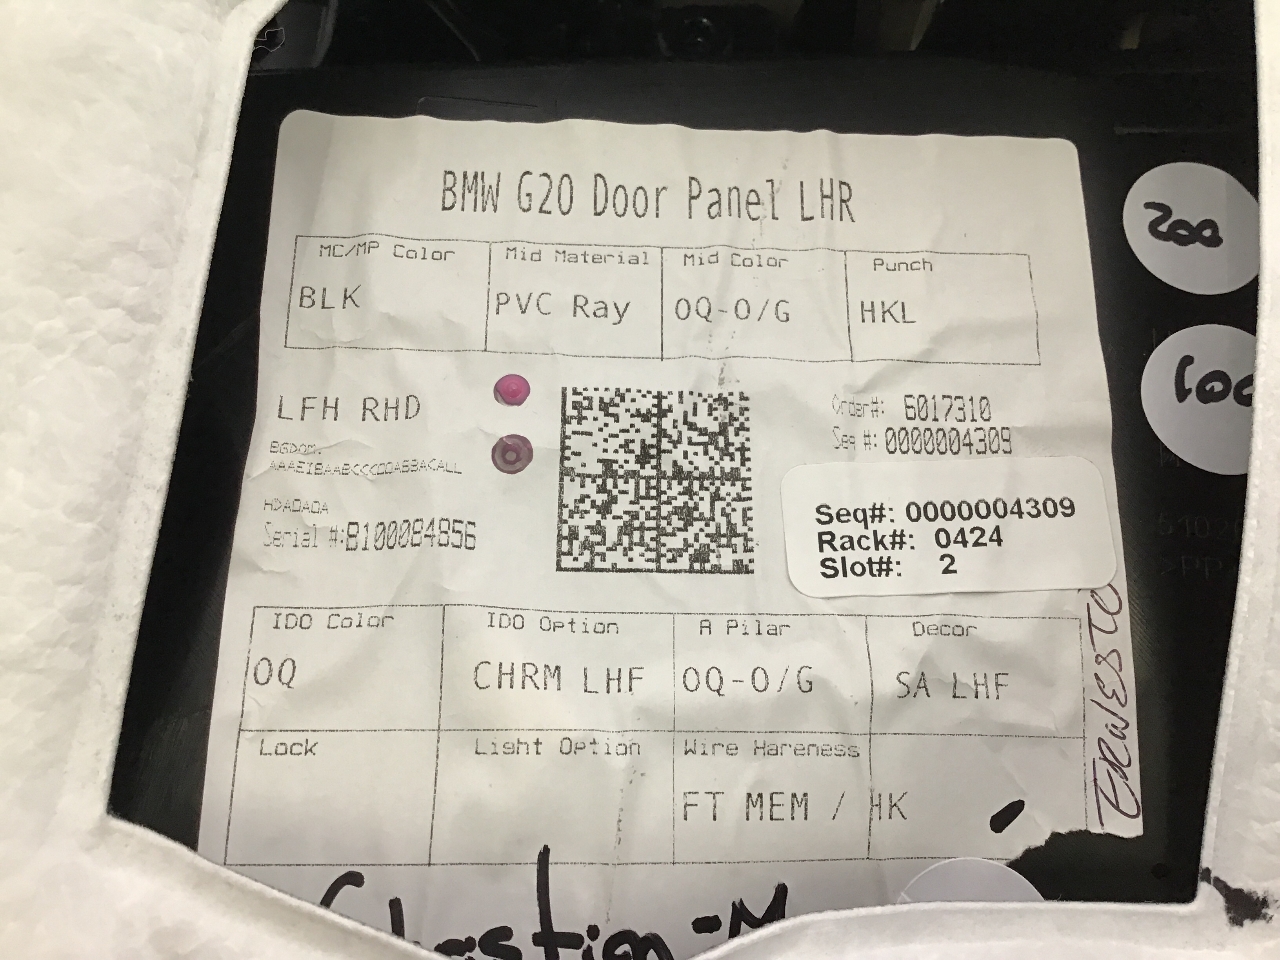 BMW G20 Door Panel LHR
MC/MP Color Mid Material Mid Color Punch
BLK PVC Ray OQ-O/G HKL
LFH RHD
Order#: 6017310
Seq #: 0000004309
HDAOAOA
Serial #:B100084856
Seq#: 0000004309
Rack#: 0424
Slot#: 2
IDO Color IDO Option A Pilar Decor
OQ CHRM LHF OQ-O/G SA LHF
Lock Light Option Wire Hareness
FT MEM / HK
ERNESTO
200